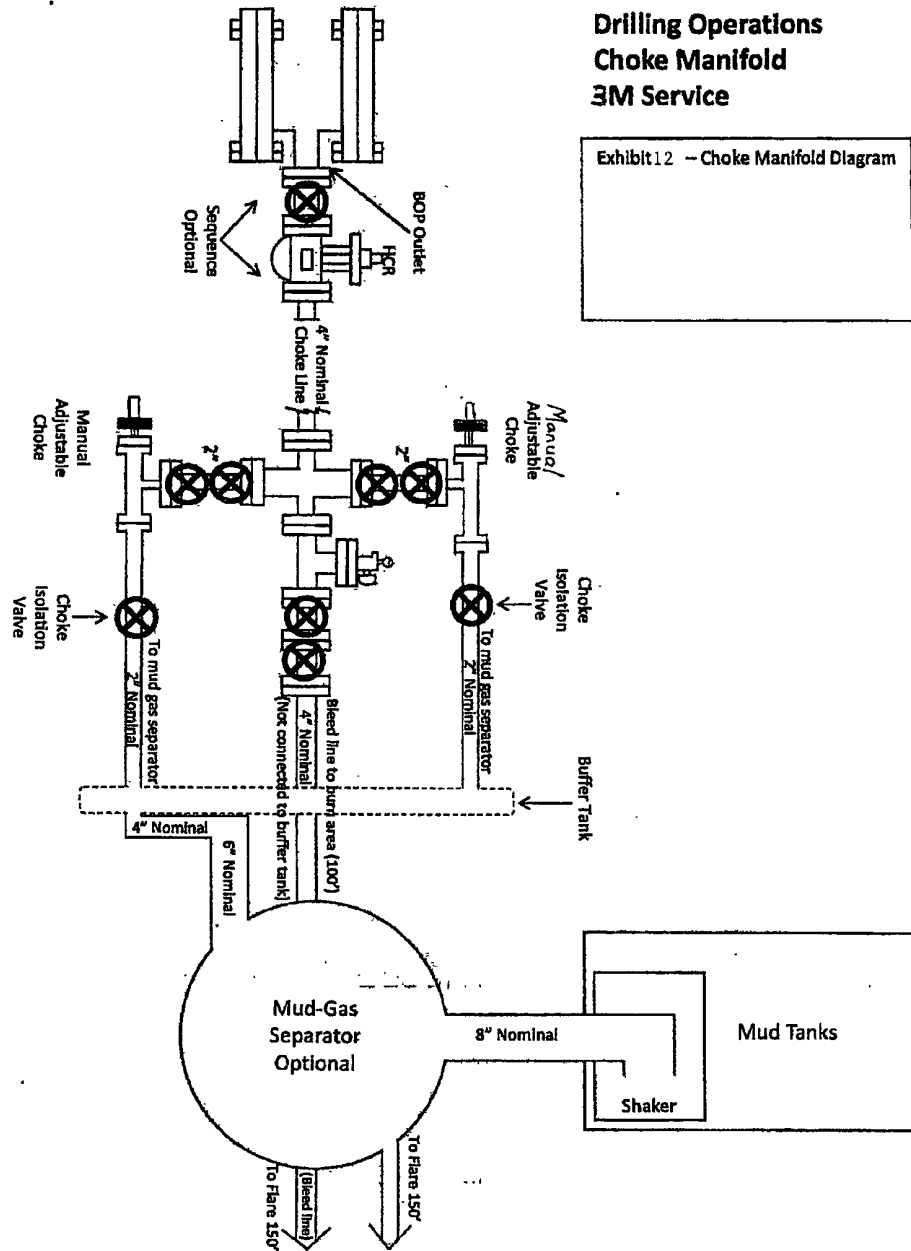 Drilling Operations
Choke Manifold
3M Service
Exhibit 12 – Choke Manifold Diagram
BOP Outlet
HCR
Sequence
Optional
4" Nominal
Choke Line
Manual
Adjustable
Choke
2"
2"
Manual
Adjustable
Choke
Choke
Isolation
Valve
Choke
Isolation
Valve
To mud gas separator
2" Nominal
Bleed line to burn area (100')
4" Nominal
(Not connected to buffer tank)
To mud gas separator
2" Nominal
Buffer Tank
4" Nominal
6" Nominal
Mud-Gas
Separator
Optional
8" Nominal
Mud Tanks
Shaker
To Flare 150'
(Bleed line)
To Flare 150'